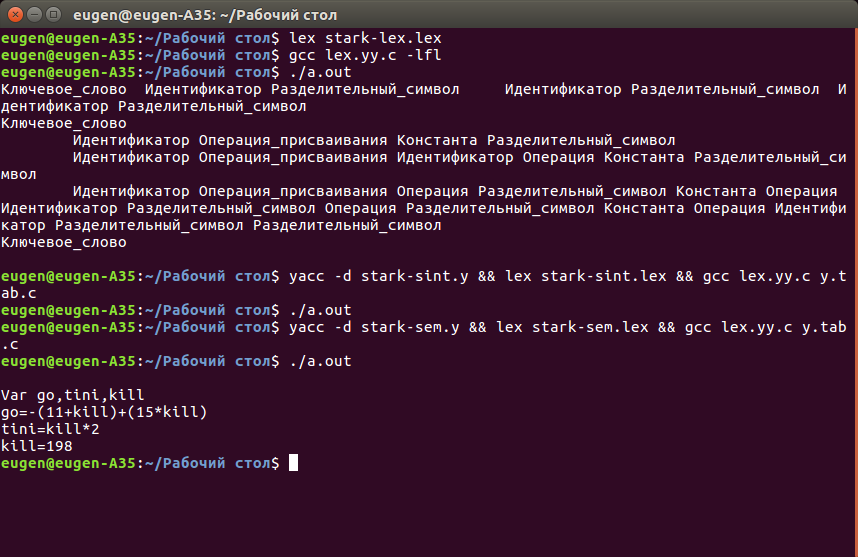 eugen@eugen-A35: ~/Рабочий стол
eugen@eugen-A35:~/Рабочий стол$ lex stark-lex.lex
eugen@eugen-A35:~/Рабочий стол$ gcc lex.yy.c -lfl
eugen@eugen-A35:~/Рабочий стол$ ./a.out
Ключевое_слово  Идентификатор Разделительный_символ     Идентификатор Разделительный_символ  И
дентификатор Разделительный_символ
Ключевое_слово
        Идентификатор Операция_присваивания Константа Разделительный_символ
        Идентификатор Операция_присваивания Идентификатор Операция Константа Разделительный_си
мвол
        Идентификатор Операция_присваивания Операция Разделительный_символ Константа Операция
Идентификатор Разделительный_символ Операция Разделительный_символ Константа Операция Идентифи
катор Разделительный_символ Разделительный_символ
Ключевое_слово
eugen@eugen-A35:~/Рабочий стол$ yacc -d stark-sint.y && lex stark-sint.lex && gcc lex.yy.c y.t
ab.c
eugen@eugen-A35:~/Рабочий стол$ ./a.out
eugen@eugen-A35:~/Рабочий стол$ yacc -d stark-sem.y && lex stark-sem.lex && gcc lex.yy.c y.tab
.c
eugen@eugen-A35:~/Рабочий стол$ ./a.out
Var go,tini,kill
go=-(11+kill)+(15*kill)
tini=kill*2
kill=198
eugen@eugen-A35:~/Рабочий стол$